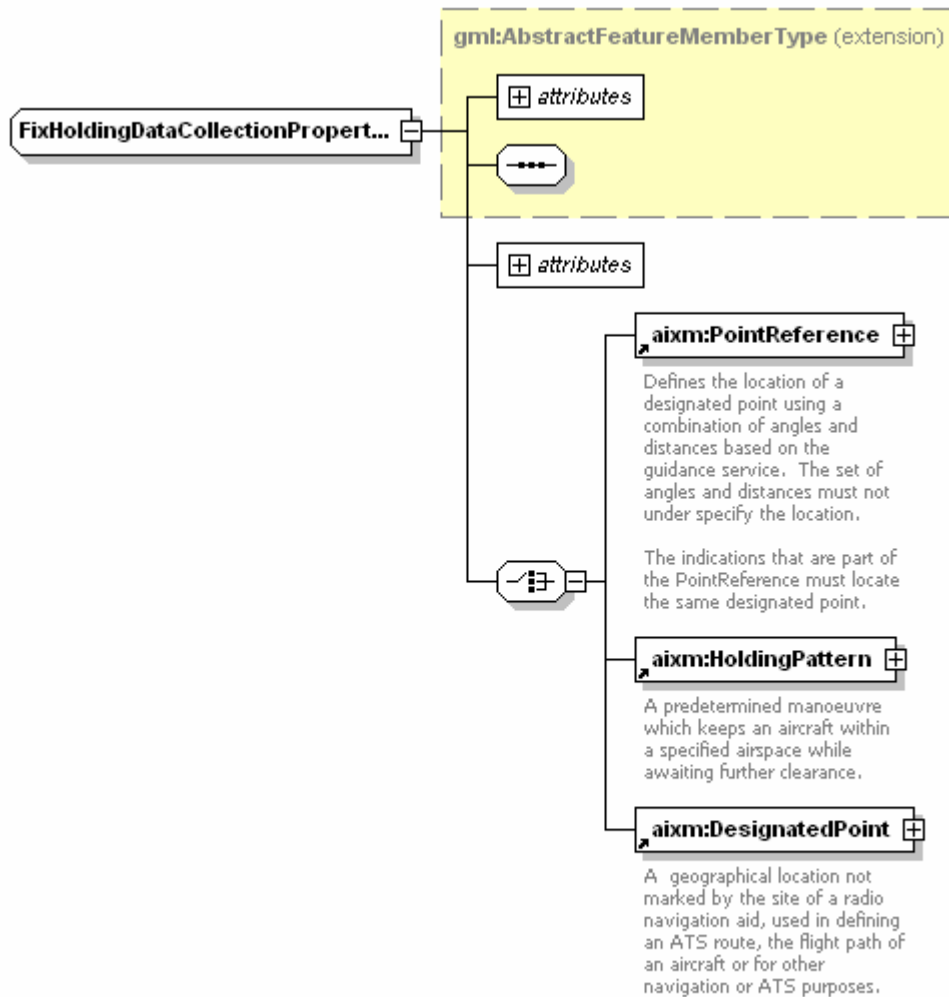 gml:AbstractFeatureMemberType (extension)
attributes
FixHoldingDataCollectionPropert...
attributes
aixm:PointReference
Defines the location of a
designated point using a
combination of angles and
distances based on the
guidance service.  The set of
angles and distances must not
under specify the location.
The indications that are part of
the PointReference must locate
the same designated point.
aixm:HoldingPattern
A predetermined manoeuvre
which keeps an aircraft within
a specified airspace while
awaiting further clearance.
aixm:DesignatedPoint
A  geographical location not
marked by the site of a radio
navigation aid, used in defining
an ATS route, the flight path of
an aircraft or for other
navigation or ATS purposes.